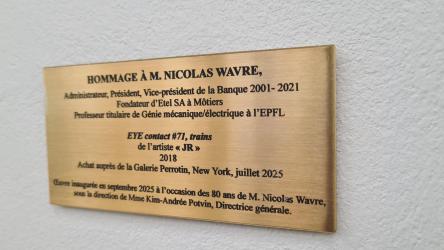 HOMMAGE À M. NICOLAS WAVRE,
Administrateur, Président, Vice-président de la Banque 2001- 2021
Fondateur d'Etel SA à Môtiers
Professeur titulaire de Génie mécanique/électrique à l'EPFL
EYE contact #71, trains
de l'artiste « JR »
2018
Achat auprès de la Galerie Perrotin, New York, juillet 2025
Œuvre inaugurée en septembre 2025 à l'occasion des 80 ans de M. Nicolas Wavre,
sous la direction de Mme Kim-Andrée Potvin, Directrice générale.